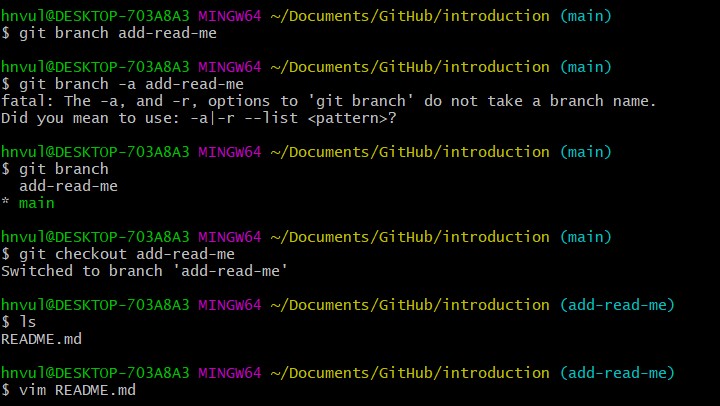 hnvul@DESKTOP-703A8A3 MINGW64 ~/Documents/GitHub/introduction (main)
$ git branch add-read-me
hnvul@DESKTOP-703A8A3 MINGW64 ~/Documents/GitHub/introduction (main)
$ git branch -a add-read-me
fatal: The -a, and -r, options to 'git branch' do not take a branch name.
Did you mean to use: -a|-r --list <pattern>?
hnvul@DESKTOP-703A8A3 MINGW64 ~/Documents/GitHub/introduction (main)
$ git branch
  add-read-me
* main
hnvul@DESKTOP-703A8A3 MINGW64 ~/Documents/GitHub/introduction (main)
$ git checkout add-read-me
Switched to branch 'add-read-me'
hnvul@DESKTOP-703A8A3 MINGW64 ~/Documents/GitHub/introduction (add-read-me)
$ ls
README.md
hnvul@DESKTOP-703A8A3 MINGW64 ~/Documents/GitHub/introduction (add-read-me)
$ vim README.md